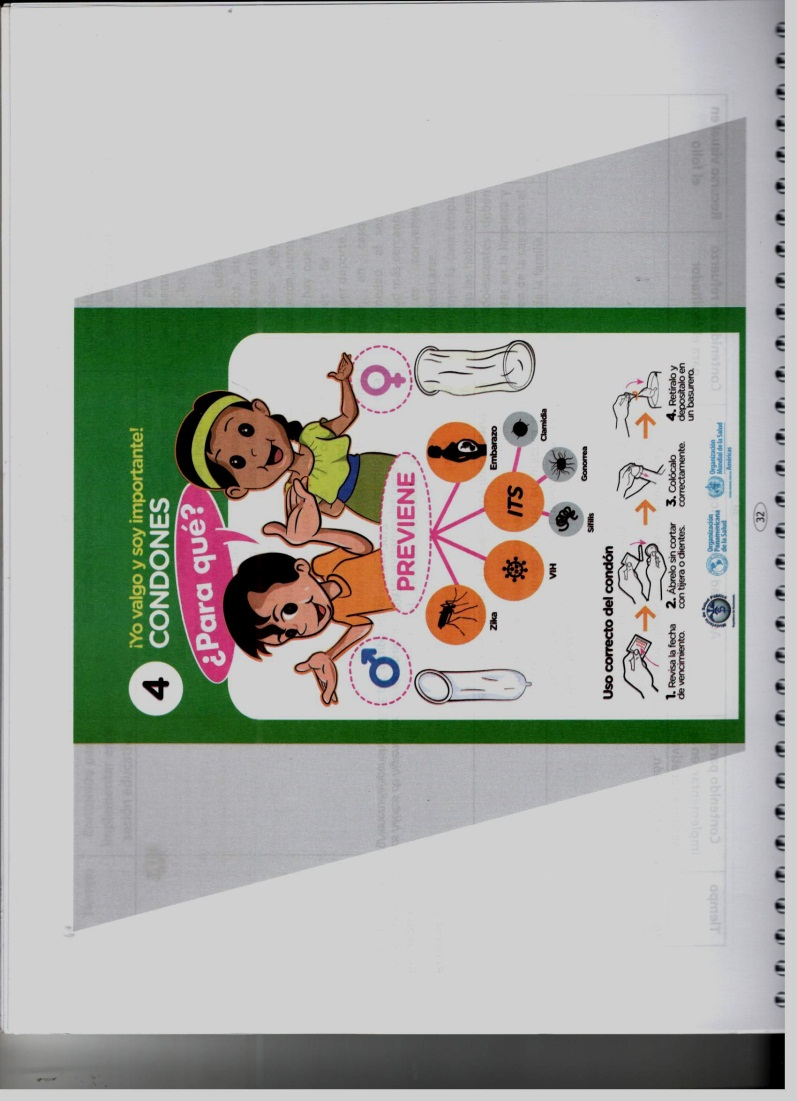 4
¡Yo valgo y soy importante!
CONDONES
¿Para qué?
PREVIENE
Zika
VIH
ITS
Embarazo
Sífilis
Gonorrea
Clamidia
Uso correcto del condón
1. Revisa la fecha
de vencimiento.
2. Ábrelo sin cortar
con tijera o dientes.
3. Colócalo
correctamente.
4. Retíralo y
deposítalo en
un basurero.
Organización
Panamericana
de la Salud
Organización
Mundial de la Salud
Américas
32